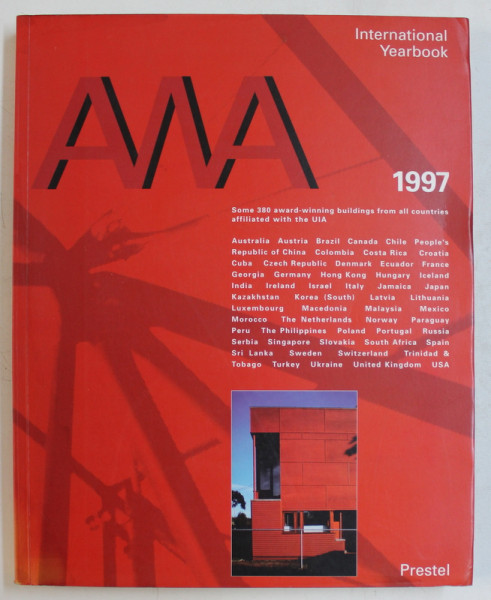 International
Yearbook
AWA
1997
Some 380 award-winning buildings from all countries
affiliated with the UIA
Australia Austria Brazil Canada Chile People's
Republic of China Colombia Costa Rica Croatia
Cuba Czech Republic Denmark Ecuador France
Georgia Germany Hong Kong Hungary Iceland
India Ireland Israel Italy Jamaica Japan
Kazakhstan Korea (South) Latvia Lithuania
Luxembourg Macedonia Malaysia Mexico
Morocco The Netherlands Norway Paraguay
Peru The Philippines Poland Portugal Russia
Serbia Singapore Slovakia South Africa Spain
Sri Lanka Sweden Switzerland Trinidad &
Tobago Turkey Ukraine United Kingdom USA
Prestel